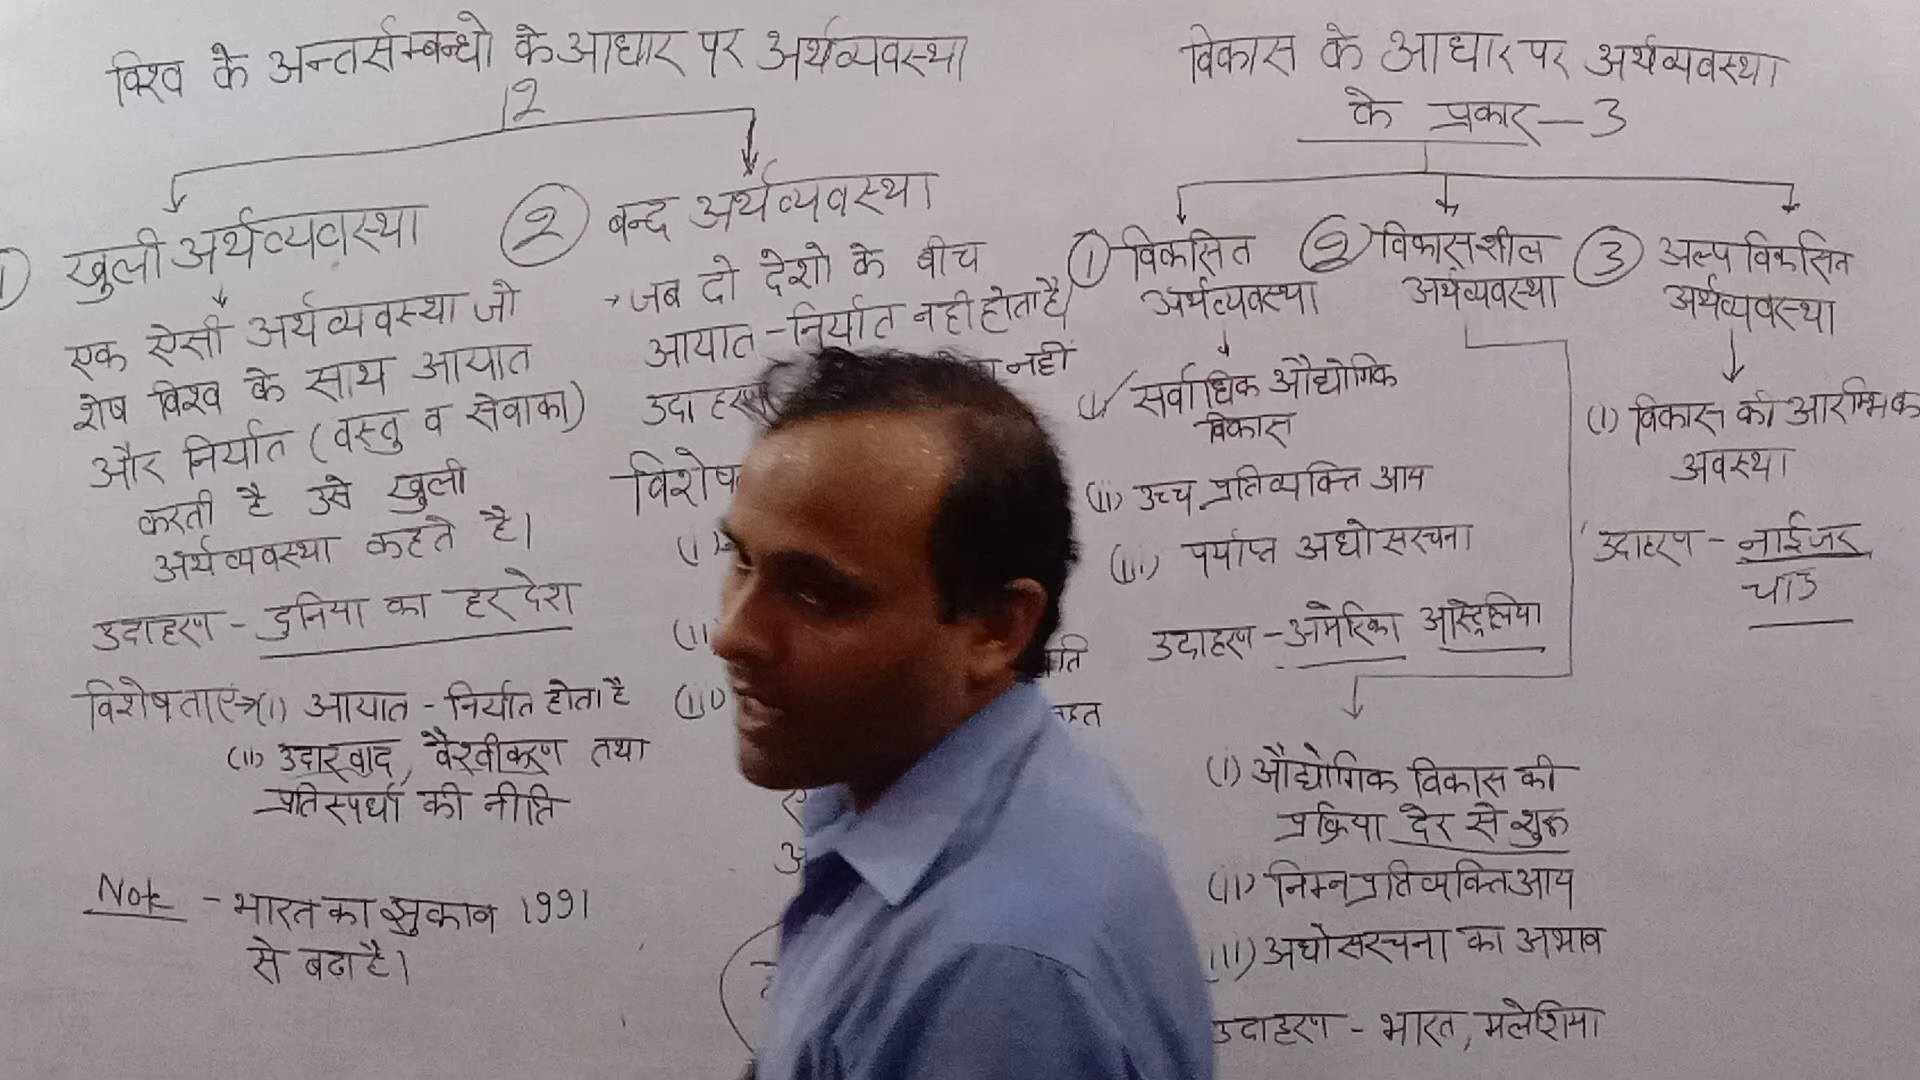 विश्व के अन्तर्सम्बन्धो के आधार पर अर्थव्यवस्था
2
① खुली अर्थव्यवस्था
एक ऐसी अर्थव्यवस्था जो
शेष विश्व के साथ आयात
और निर्यात (वस्तु व सेवाका)
करती है उसे खुली
अर्थव्यवस्था कहते है।
उदाहरण - दुनिया का हर देश
विशेषताएं→(i) आयात - निर्यात होता है
(ii) उदारवाद, वैश्वीकरण तथा
प्रतिस्पर्धा की नीति
Note - भारत का झुकाव 1991
से बढा है।
② बन्द अर्थव्यवस्था
→जब दो देशो के बीच
आयात-निर्यात नही होता है।
उदाहरण नहीं
(i)
(ii)
(iii)
विकास के आधार पर अर्थव्यवस्था
के प्रकार - 3
① विकसित
अर्थव्यवस्था
(i) सर्वाधिक औद्योगिक
विकास
(ii) उच्च प्रतिव्यक्ति आय
(iii) पर्याप्त अधोसरचना
उदाहरण - अमेरिका आस्ट्रेलिया
② विकासशील
अर्थव्यवस्था
(i) औद्योगिक विकास की
प्रक्रिया देर से शुरू
(ii) निम्न प्रतिव्यक्ति आय
(iii) अधोसरचना का अभाव
उदाहरण - भारत, मलेशिया
③ अल्प विकसित
अर्थव्यवस्था
(i) विकास की आरम्भिक
अवस्था
उदाहरण - नाईजर
चाड